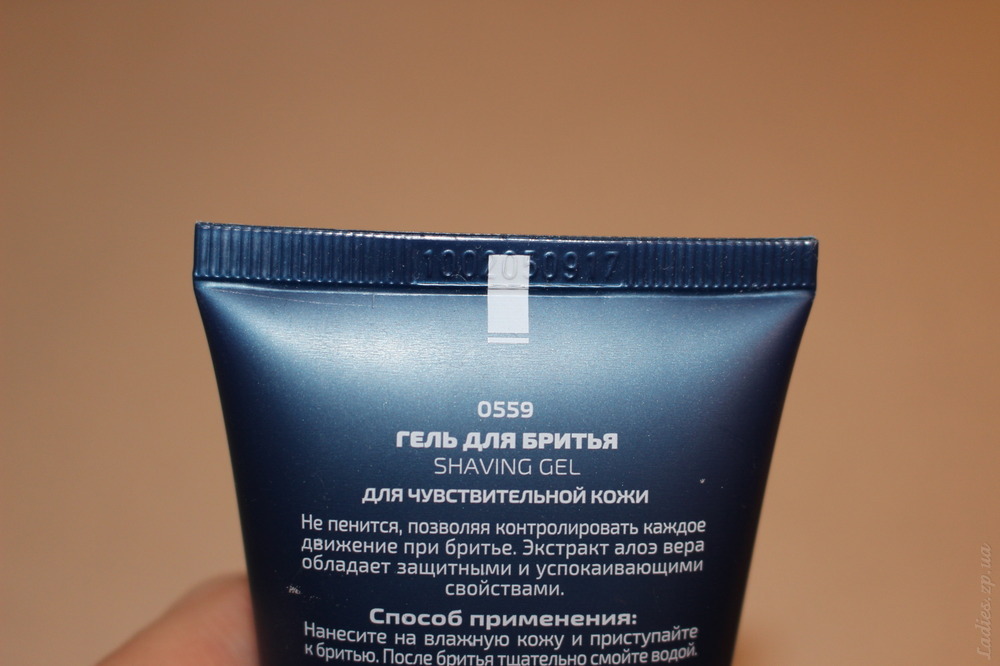 1002050917
0559
ГЕЛЬ ДЛЯ БРИТЬЯ
SHAVING GEL
ДЛЯ ЧУВСТВИТЕЛЬНОЙ КОЖИ
Не пенится, позволяя контролировать каждое
движение при бритье. Экстракт алоэ вера
обладает защитными и успокаивающими
свойствами.
Способ применения:
Нанесите на влажную кожу и приступайте
к бритью. После бритья тщательно смойте водой.
Ladies.zp.ua